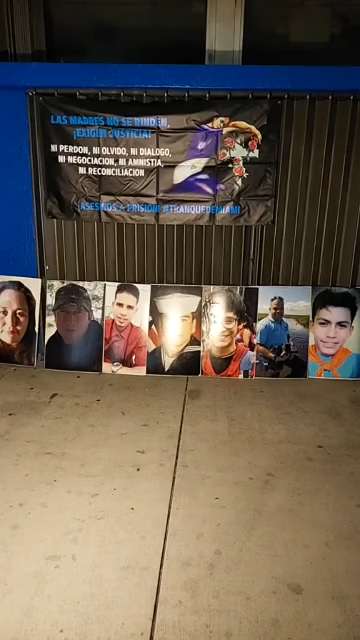 LAS MADRES NO SE RINDEN,
¡EXIGEN JUSTICIA!
NI PERDON, NI OLVIDO, NI DIALOGO,
NI NEGOCIACION, NI AMNISTIA,
NI RECONCILIACION
¡ASESINOS A PRISION! #TRANQUEDEMIAMI